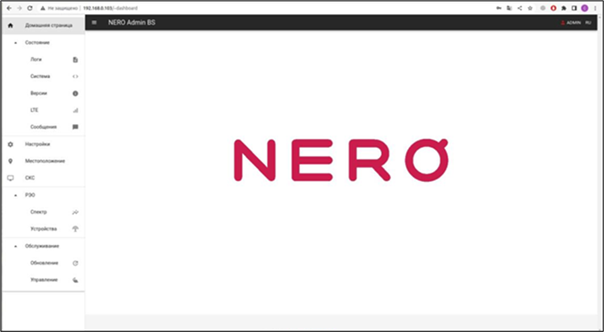 Не защищено | 192.168.0.103/-dashboard
Домашняя страница
NERO Admin BS
ADMIN
RU
Состояние
Логи
Система
Версии
LTE
Сообщения
Настройки
Местоположение
СКС
РЭО
Спектр
Устройства
Обслуживание
Обновление
Управление
NERO